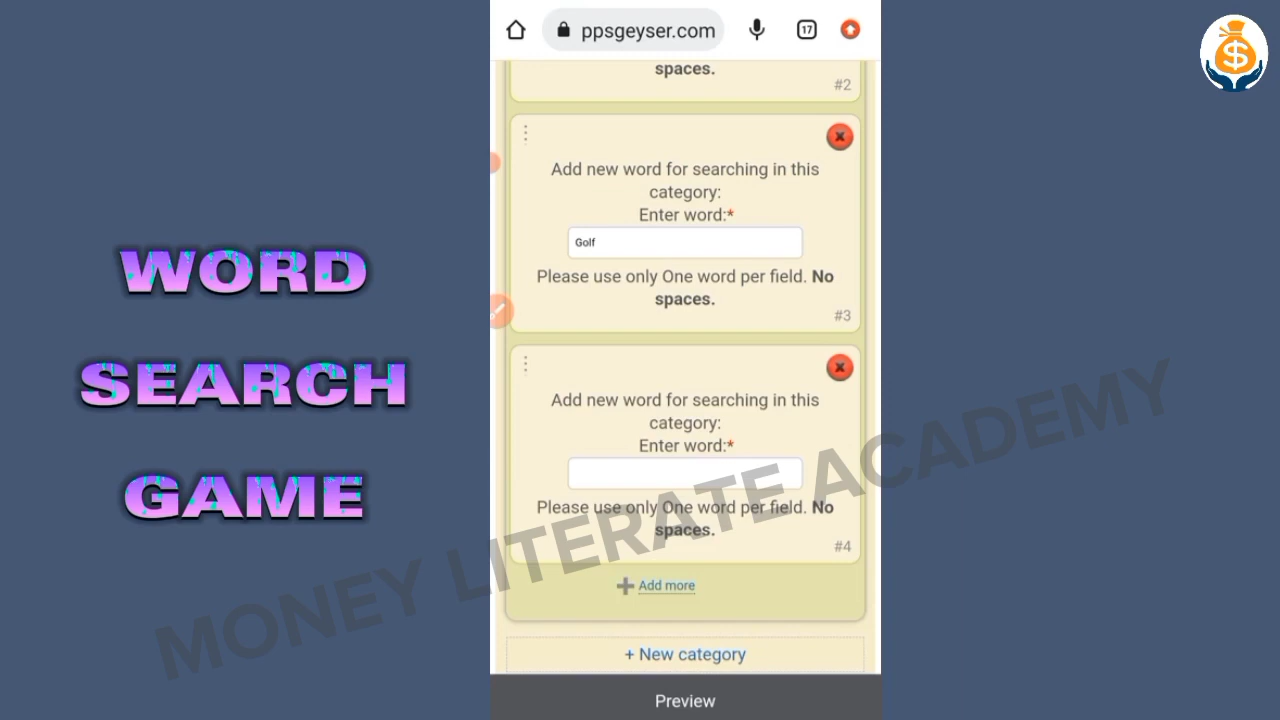 WORD
SEARCH
GAME
ppsgeyser.com
17
$
spaces.
#2
Add new word for searching in this
category:
Enter word:*
Golf
Please use only One word per field. No
spaces.
#3
Add new word for searching in this
category:
Enter word:*
Please use only One word per field. No
spaces.
#4
Add more
+ New category
Preview
MONEY LITERATE ACADEMY